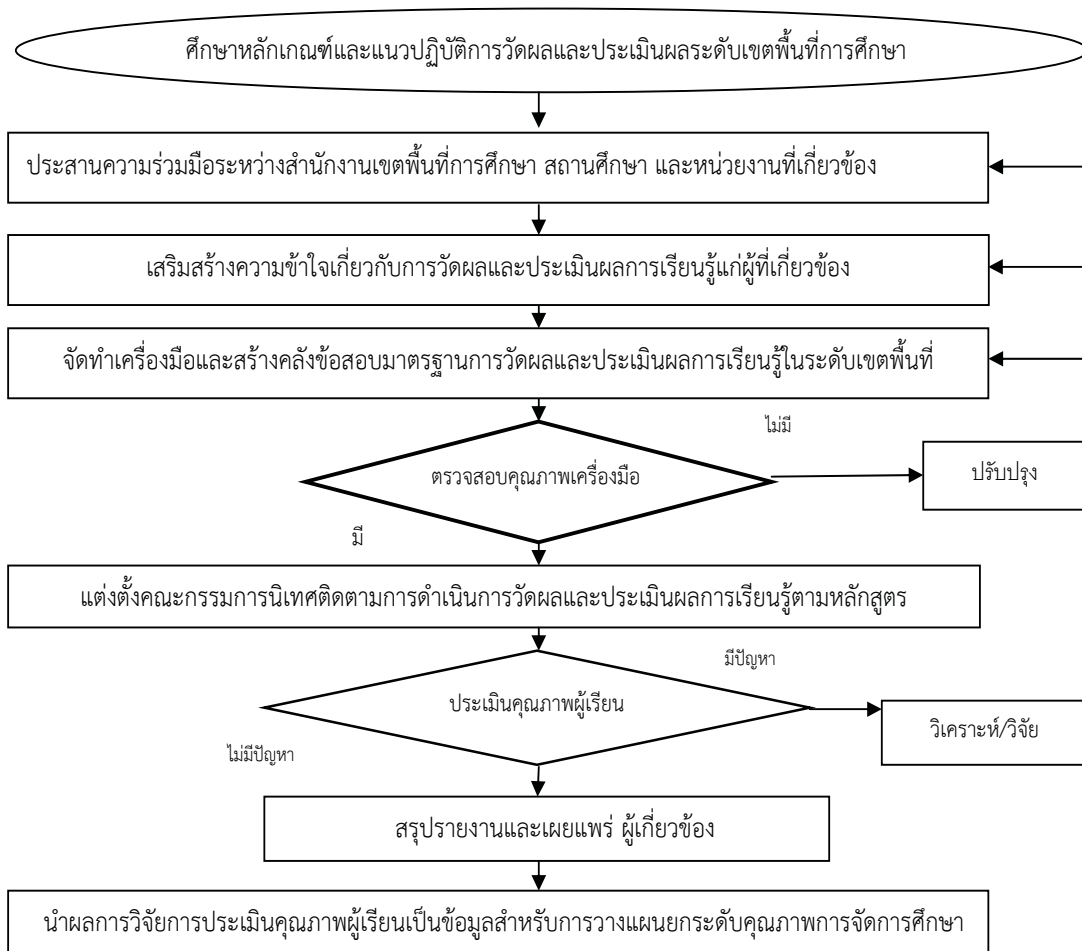 ศึกษาหลักเกณฑ์และแนวปฏิบัติการวัดผลและประเมินผลระดับเขตพื้นที่การศึกษา
ประสานความร่วมมือระหว่างสำนักงานเขตพื้นที่การศึกษา สถานศึกษา และหน่วยงานที่เกี่ยวข้อง
เสริมสร้างความข้าใจเกี่ยวกับการวัดผลและประเมินผลการเรียนรู้แก่ผู้ที่เกี่ยวข้อง
จัดทำเครื่องมือและสร้างคลังข้อสอบมาตรฐานการวัดผลและประเมินผลการเรียนรู้ในระดับเขตพื้นที่
ไม่มี
ตรวจสอบคุณภาพเครื่องมือ
ปรับปรุง
มี
แต่งตั้งคณะกรรมการนิเทศติดตามการดำเนินการวัดผลและประเมินผลการเรียนรู้ตามหลักสูตร
มีปัญหา
ประเมินคุณภาพผู้เรียน
วิเคราะห์/วิจัย
ไม่มีปัญหา
สรุปรายงานและเผยแพร่ ผู้เกี่ยวข้อง
นำผลการวิจัยการประเมินคุณภาพผู้เรียนเป็นข้อมูลสำหรับการวางแผนยกระดับคุณภาพการจัดการศึกษา